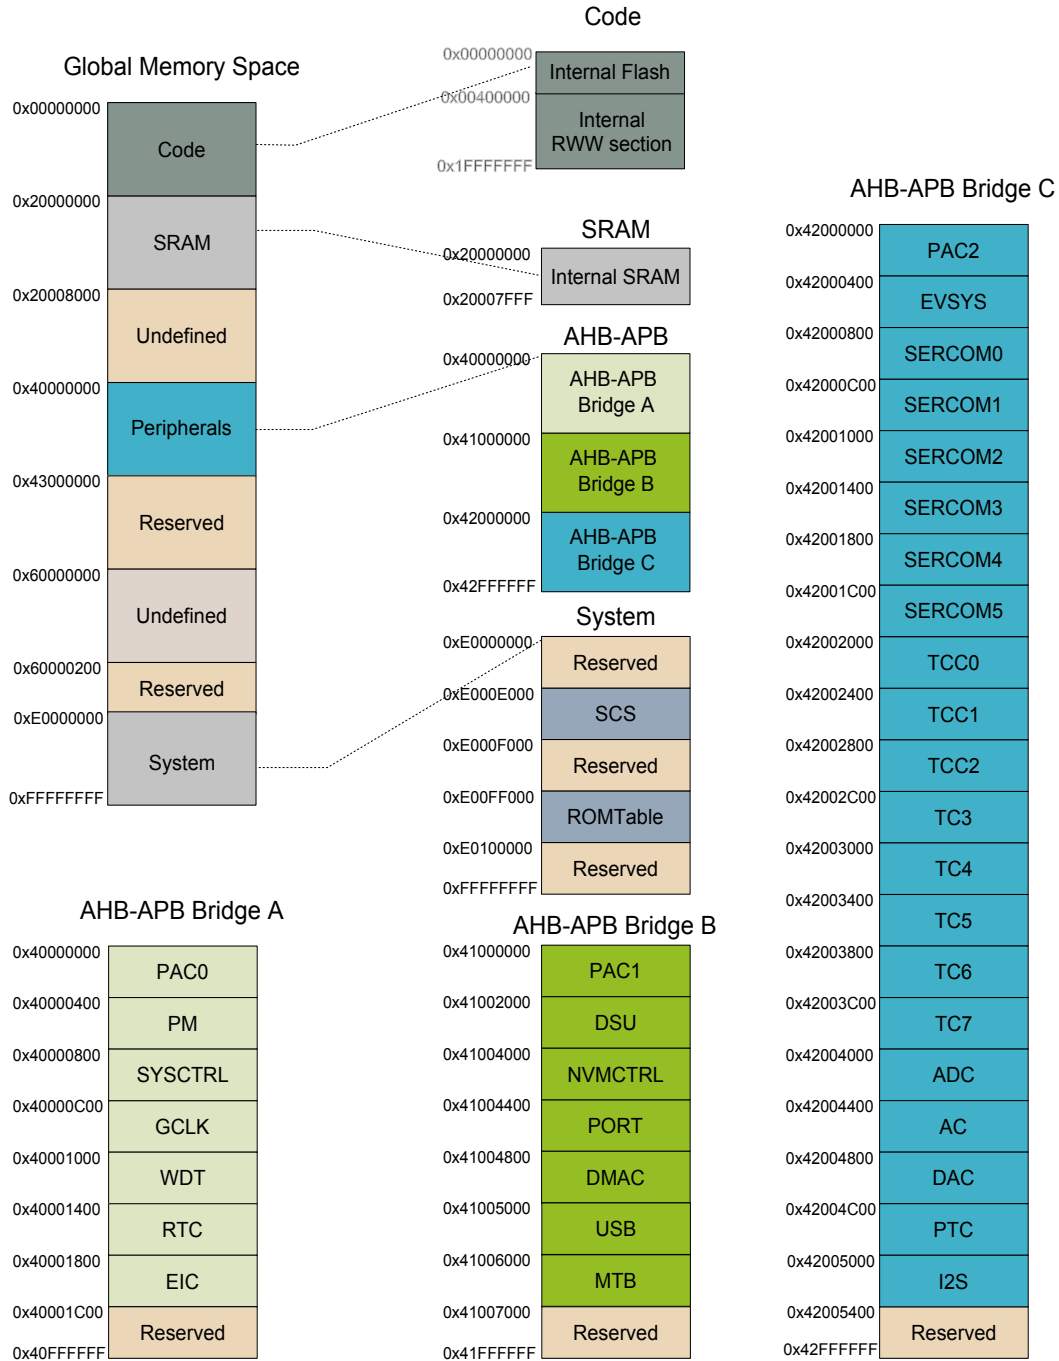 Code
0x00000000
Internal Flash
0x00400000
Internal
RWW section
0x1FFFFFFF
Global Memory Space
0x00000000
Code
0x20000000
SRAM
0x20008000
Undefined
0x40000000
Peripherals
0x43000000
Reserved
0x60000000
Undefined
0x60000200
Reserved
0xE0000000
System
0xFFFFFFFF
SRAM
0x20000000
Internal SRAM
0x20007FFF
AHB-APB
0x40000000
AHB-APB
Bridge A
0x41000000
AHB-APB
Bridge B
0x42000000
AHB-APB
Bridge C
0x42FFFFFF
System
0xE0000000
Reserved
0xE000E000
SCS
0xE000F000
Reserved
0xE00FF000
ROMTable
0xE0100000
Reserved
0xFFFFFFFF
AHB-APB Bridge A
0x40000000
PAC0
0x40000400
PM
0x40000800
SYSCTRL
0x40000C00
GCLK
0x40001000
WDT
0x40001400
RTC
0x40001800
EIC
0x40001C00
Reserved
0x40FFFFFF
AHB-APB Bridge B
0x41000000
PAC1
0x41002000
DSU
0x41004000
NVMCTRL
0x41004400
PORT
0x41004800
DMAC
0x41005000
USB
0x41006000
MTB
0x41007000
Reserved
0x41FFFFFF
AHB-APB Bridge C
0x42000000
PAC2
0x42000400
EVSYS
0x42000800
SERCOM0
0x42000C00
SERCOM1
0x42001000
SERCOM2
0x42001400
SERCOM3
0x42001800
SERCOM4
0x42001C00
SERCOM5
0x42002000
TCC0
0x42002400
TCC1
0x42002800
TCC2
0x42002C00
TC3
0x42003000
TC4
0x42003400
TC5
0x42003800
TC6
0x42003C00
TC7
0x42004000
ADC
0x42004400
AC
0x42004800
DAC
0x42004C00
PTC
0x42005000
I2S
0x42005400
Reserved
0x42FFFFFF